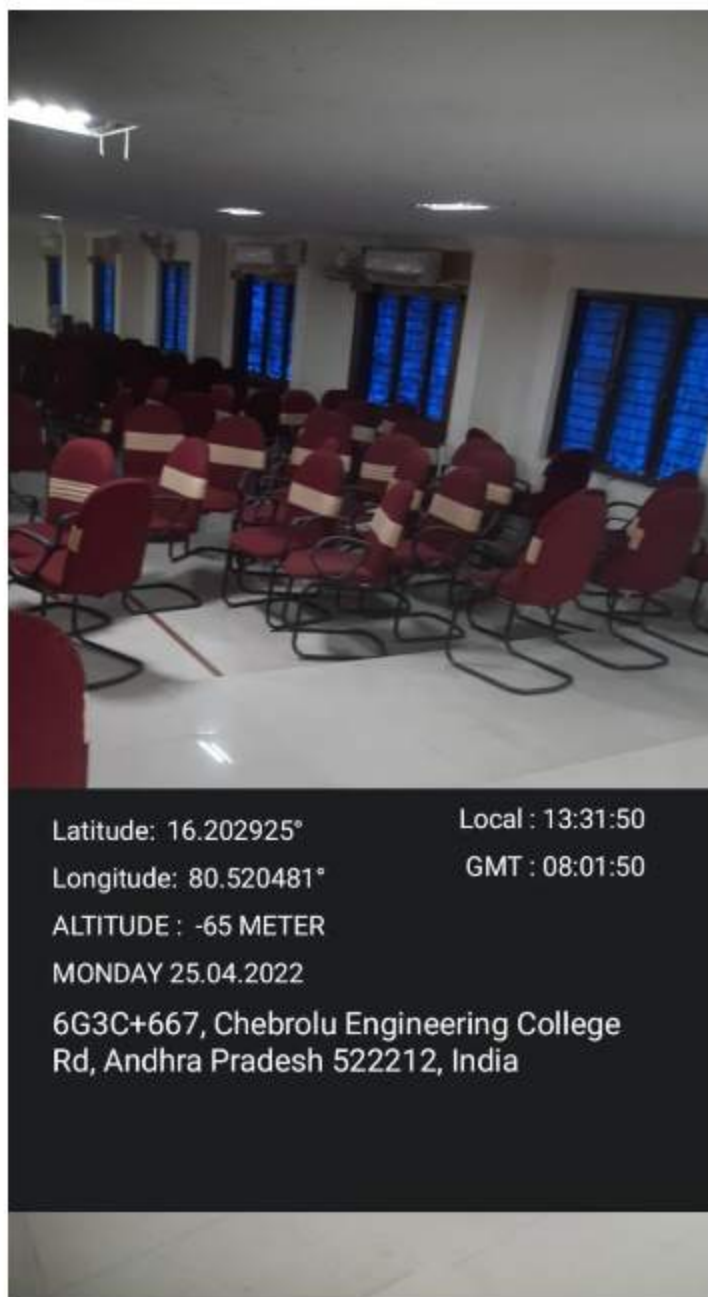 Latitude: 16.202925°
Local : 13:31:50
Longitude: 80.520481°
GMT : 08:01:50
ALTITUDE : -65 METER
MONDAY 25.04.2022
6G3C+667, Chebrolu Engineering College
Rd, Andhra Pradesh 522212, India